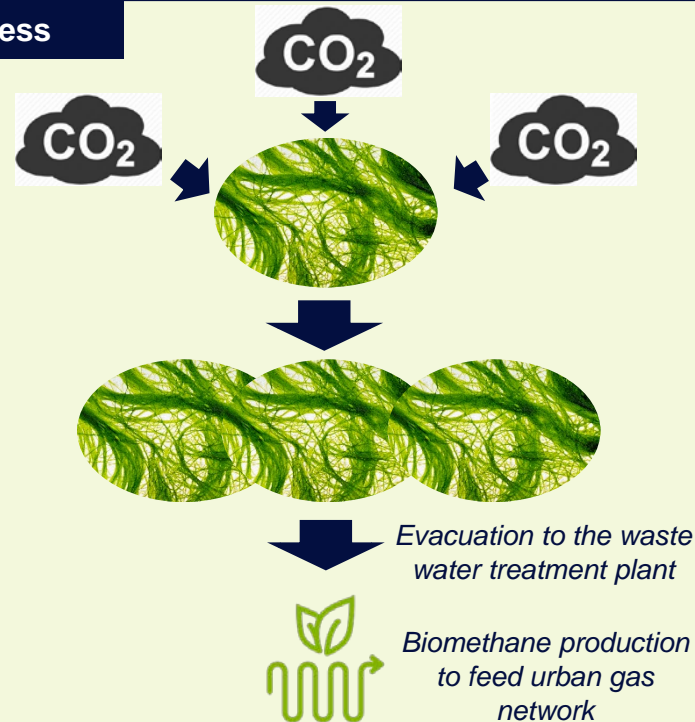 ess
CO2
CO2
CO2
Evacuation to the waste
water treatment plant
Biomethane production
to feed urban gas
network